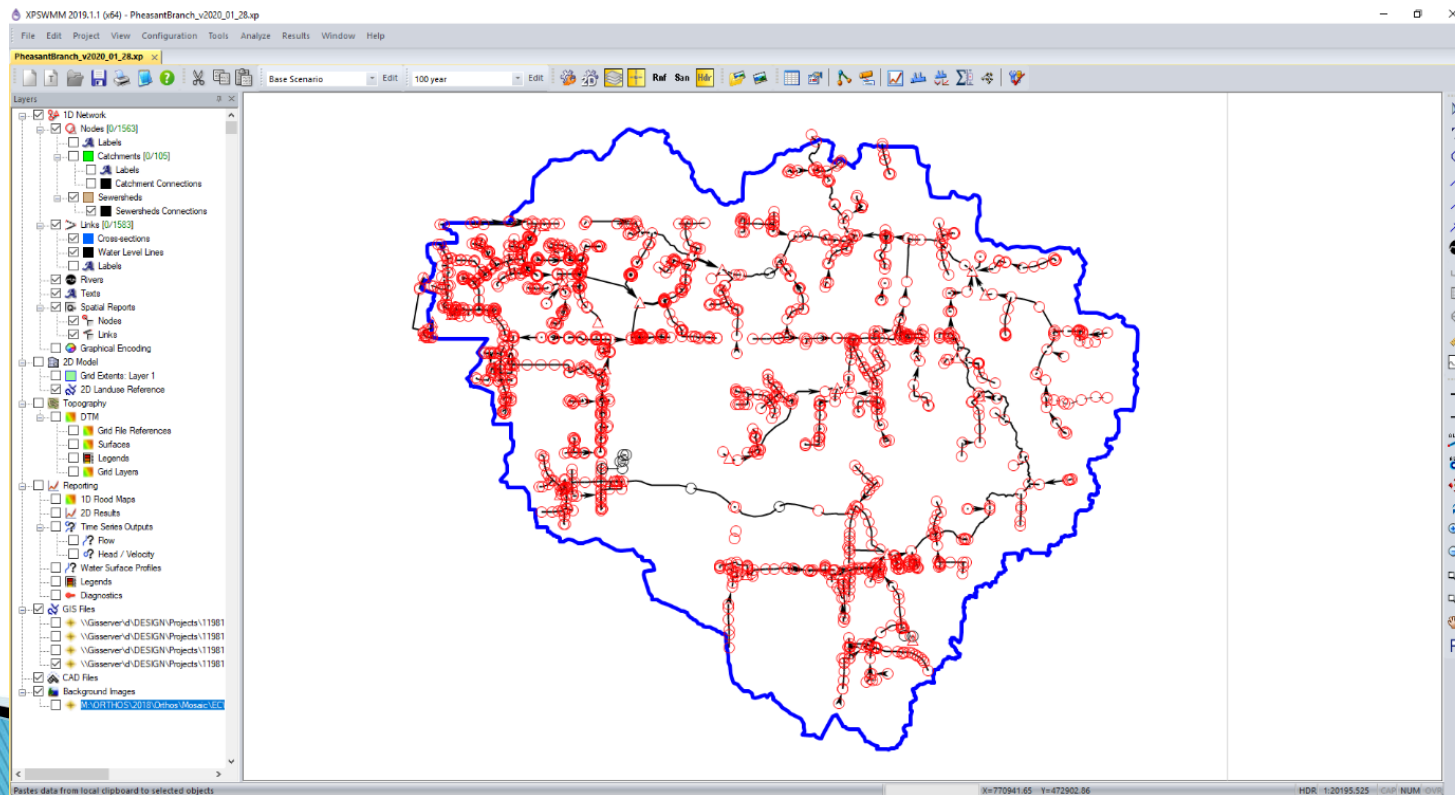 XPSWMM 2019.1.1 (x64) - PheasantBranch_v2020_01_28.xp
File Edit Project View Configuration Tools Analyze Results Window Help
PheasantBranch_v2020_01_28.xp
Base Scenario Edit 100 year Edit Rnf San Hdr
Layers
1D Network
Nodes [0/1563]
Labels
Catchments [0/105]
Labels
Catchment Connections
Sewersheds
Sewersheds Connections
Links [0/1583]
Cross-sections
Water Level Lines
Labels
Rivers
Texts
Spatial Reports
Nodes
Links
Graphical Encoding
2D Model
Grid Extents: Layer 1
2D Landuse Reference
Topography
DTM
Grid File References
Surfaces
Legends
Grid Layers
Reporting
1D Flood Maps
2D Results
Time Series Outputs
Flow
Head / Velocity
Water Surface Profiles
Legends
Diagnostics
GIS Files
\\Gisserver\d\DESIGN\Projects\11981
\\Gisserver\d\DESIGN\Projects\11981
\\Gisserver\d\DESIGN\Projects\11981
\\Gisserver\d\DESIGN\Projects\11981
CAD Files
Background Images
M:\ORTHOS\2018\Orthos\Mosaic\EC
Pastes data from local clipboard to selected objects X=770941.65 Y=472902.86 HDR 1:20195.525 CAP NUM OVR